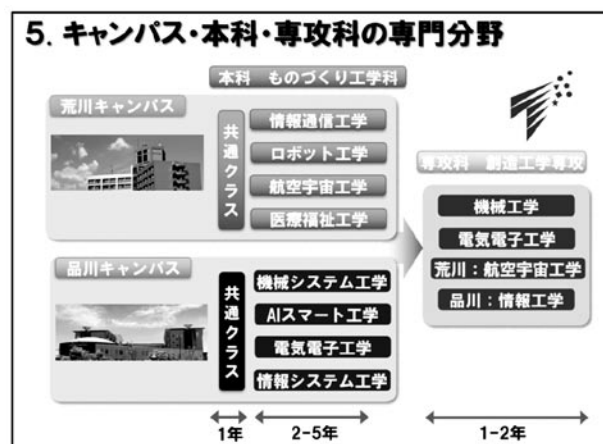 5. キャンパス・本科・専攻科の専門分野
本科 ものづくり工学科
荒川キャンパス
共通クラス
情報通信工学
ロボット工学
航空宇宙工学
医療福祉工学
品川キャンパス
共通クラス
機械システム工学
AIスマート工学
電気電子工学
情報システム工学
専攻科 創造工学専攻
機械工学
電気電子工学
荒川:航空宇宙工学
品川:情報工学
1年
2-5年
1-2年